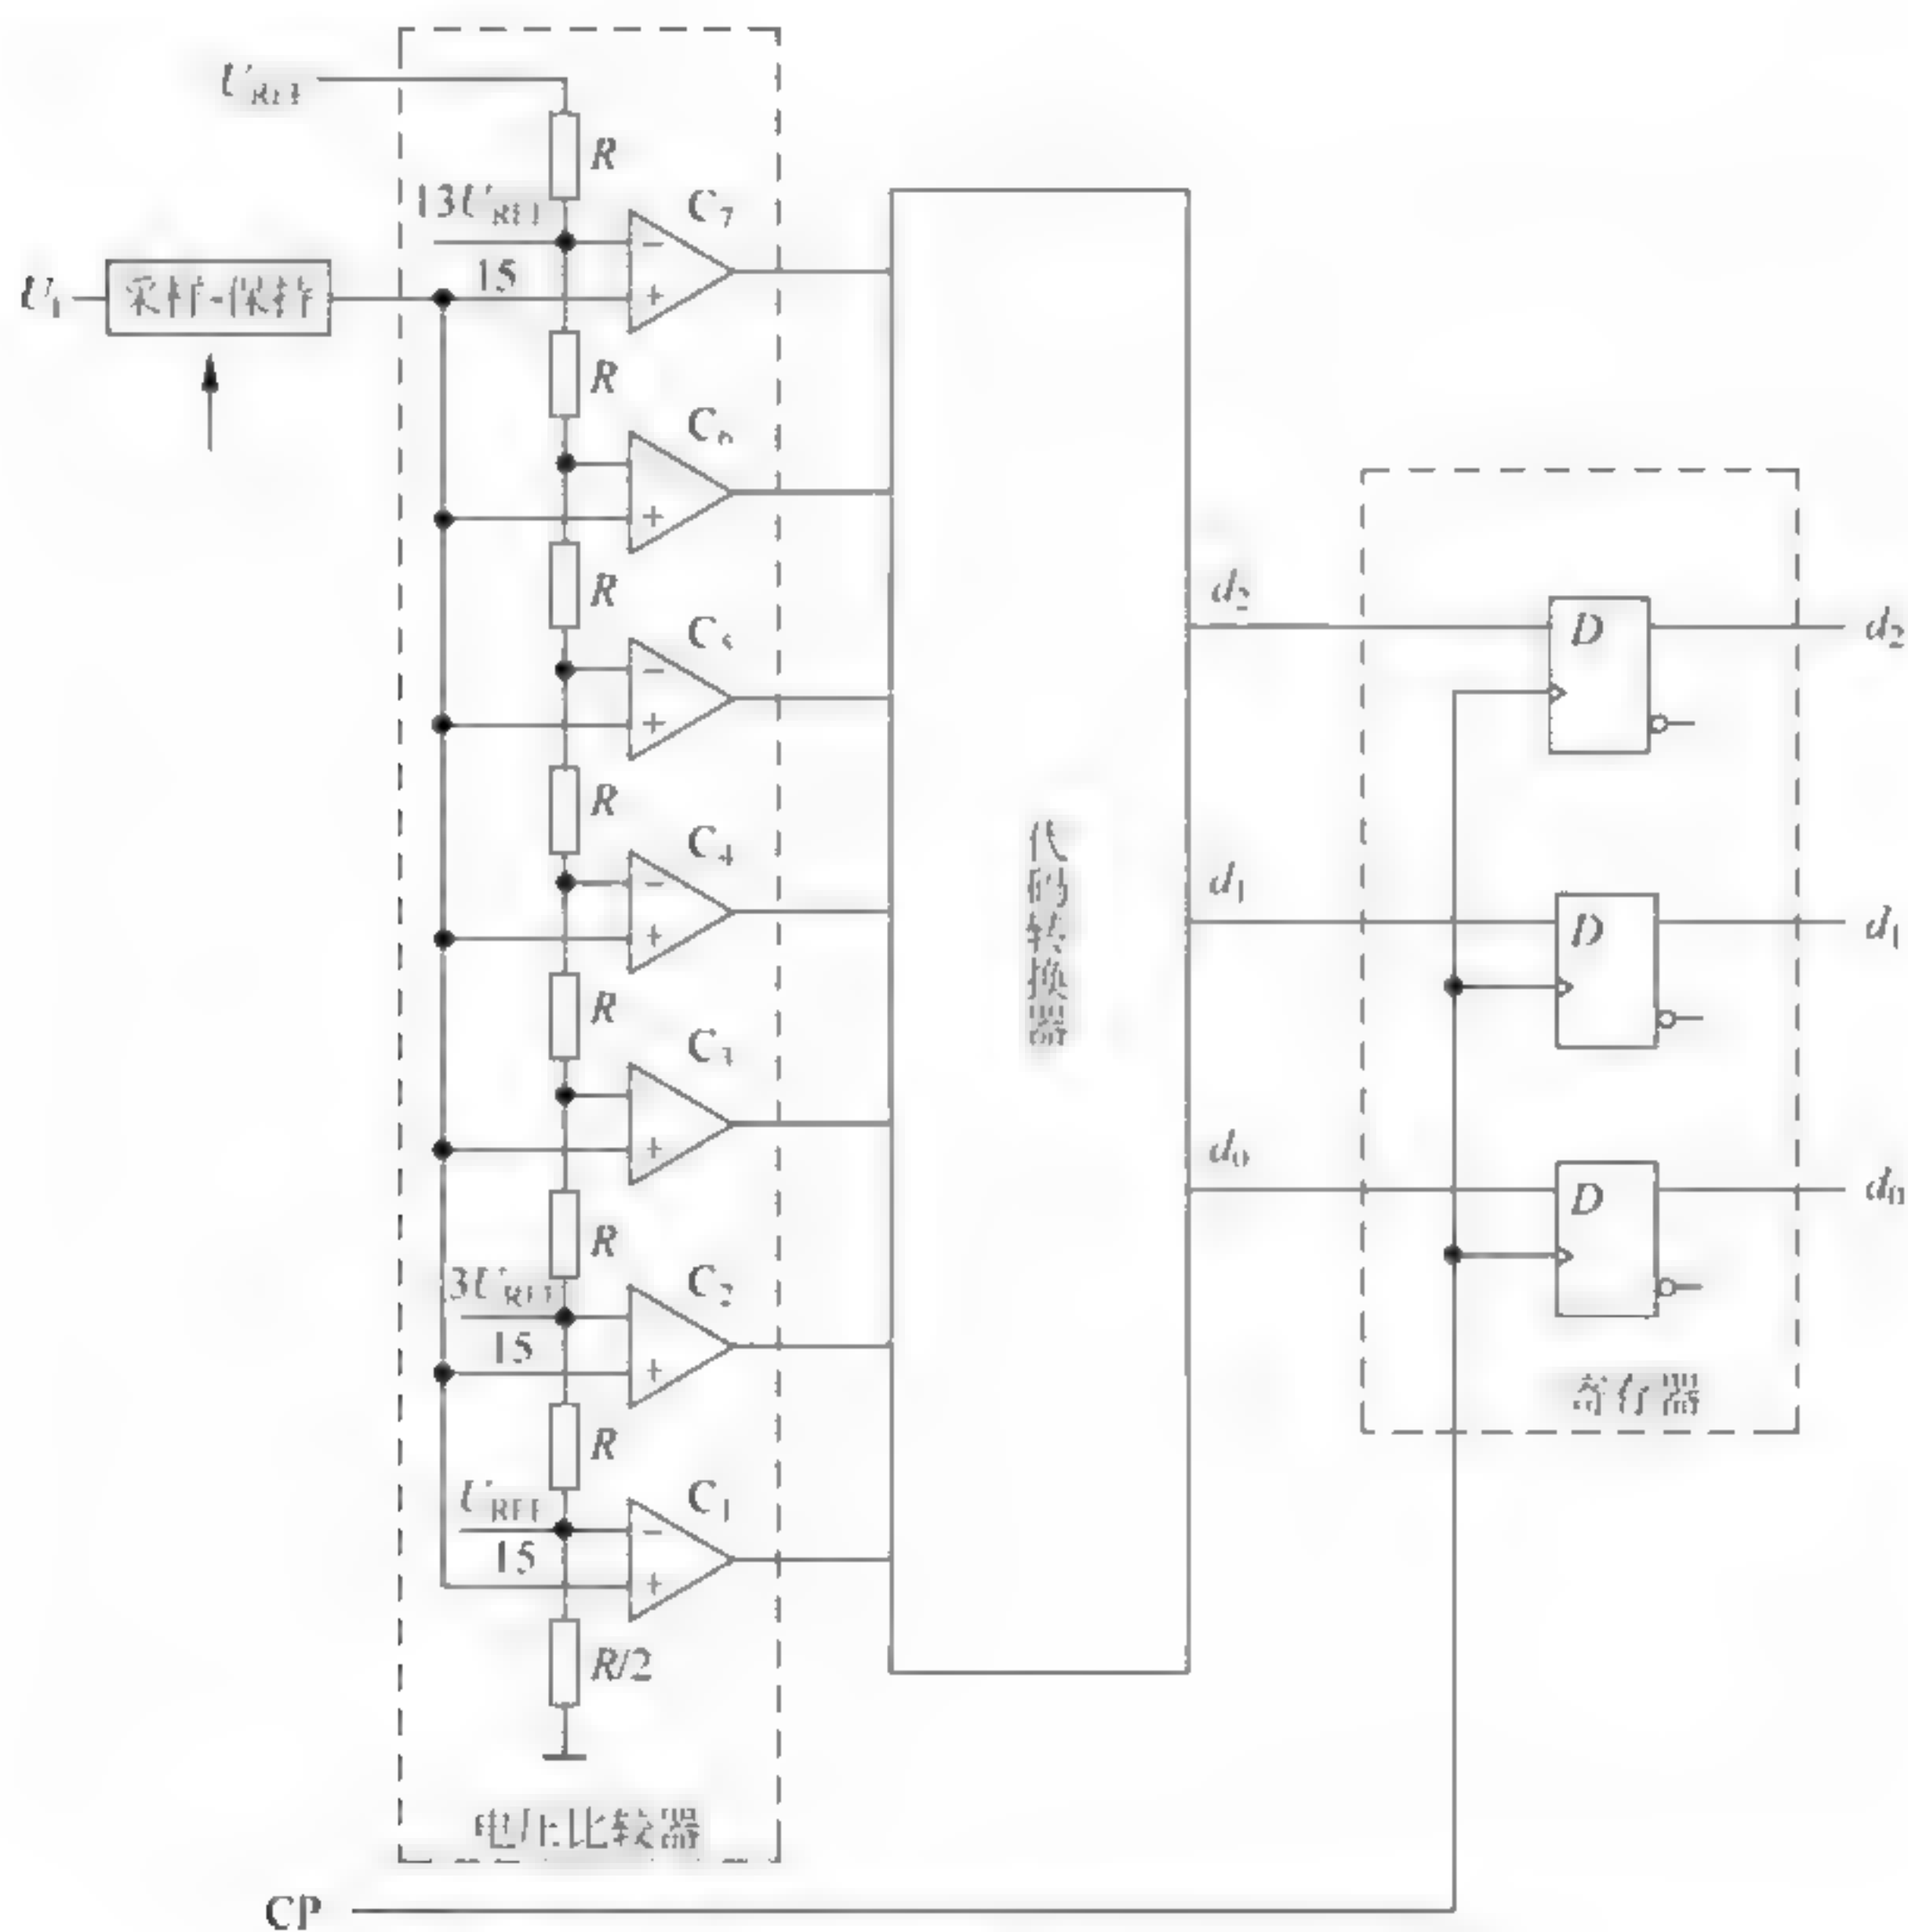 U_REF
R
13U_REF
15
C₇
U_I
采样-保持
R
C₆
R
C₅
R
C₄
R
C₃
R
3U_REF
15
C₂
R
U_REF
15
C₁
R/2
电压比较器
代码转换器
d₂
d₁
d₀
D
D
D
d₂
d₁
d₀
寄存器
CP